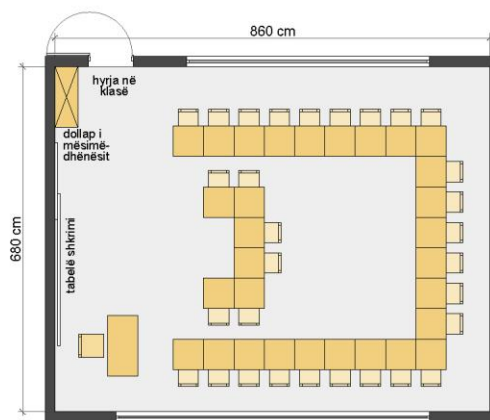 860 cm
hyrja në
klasë
dollap i
mësimë-
dhënësit
680 cm
tabelë shkrimi